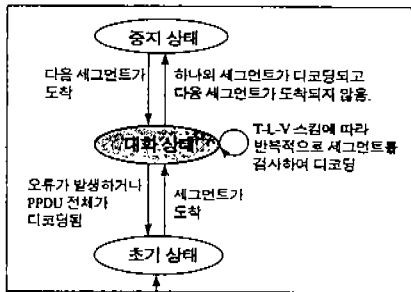 중지 상태
다음 세그먼트가
도착
하나의 세그먼트가 디코딩되고
다음 세그먼트가 도착되지 않음.
대화 상태
T-L-V 스킴에 따라
반복적으로 세그먼트를
검사하여 디코딩
오류가 발생하거나
PPDU 전체가
디코딩됨
세그먼트가
도착
초기 상태